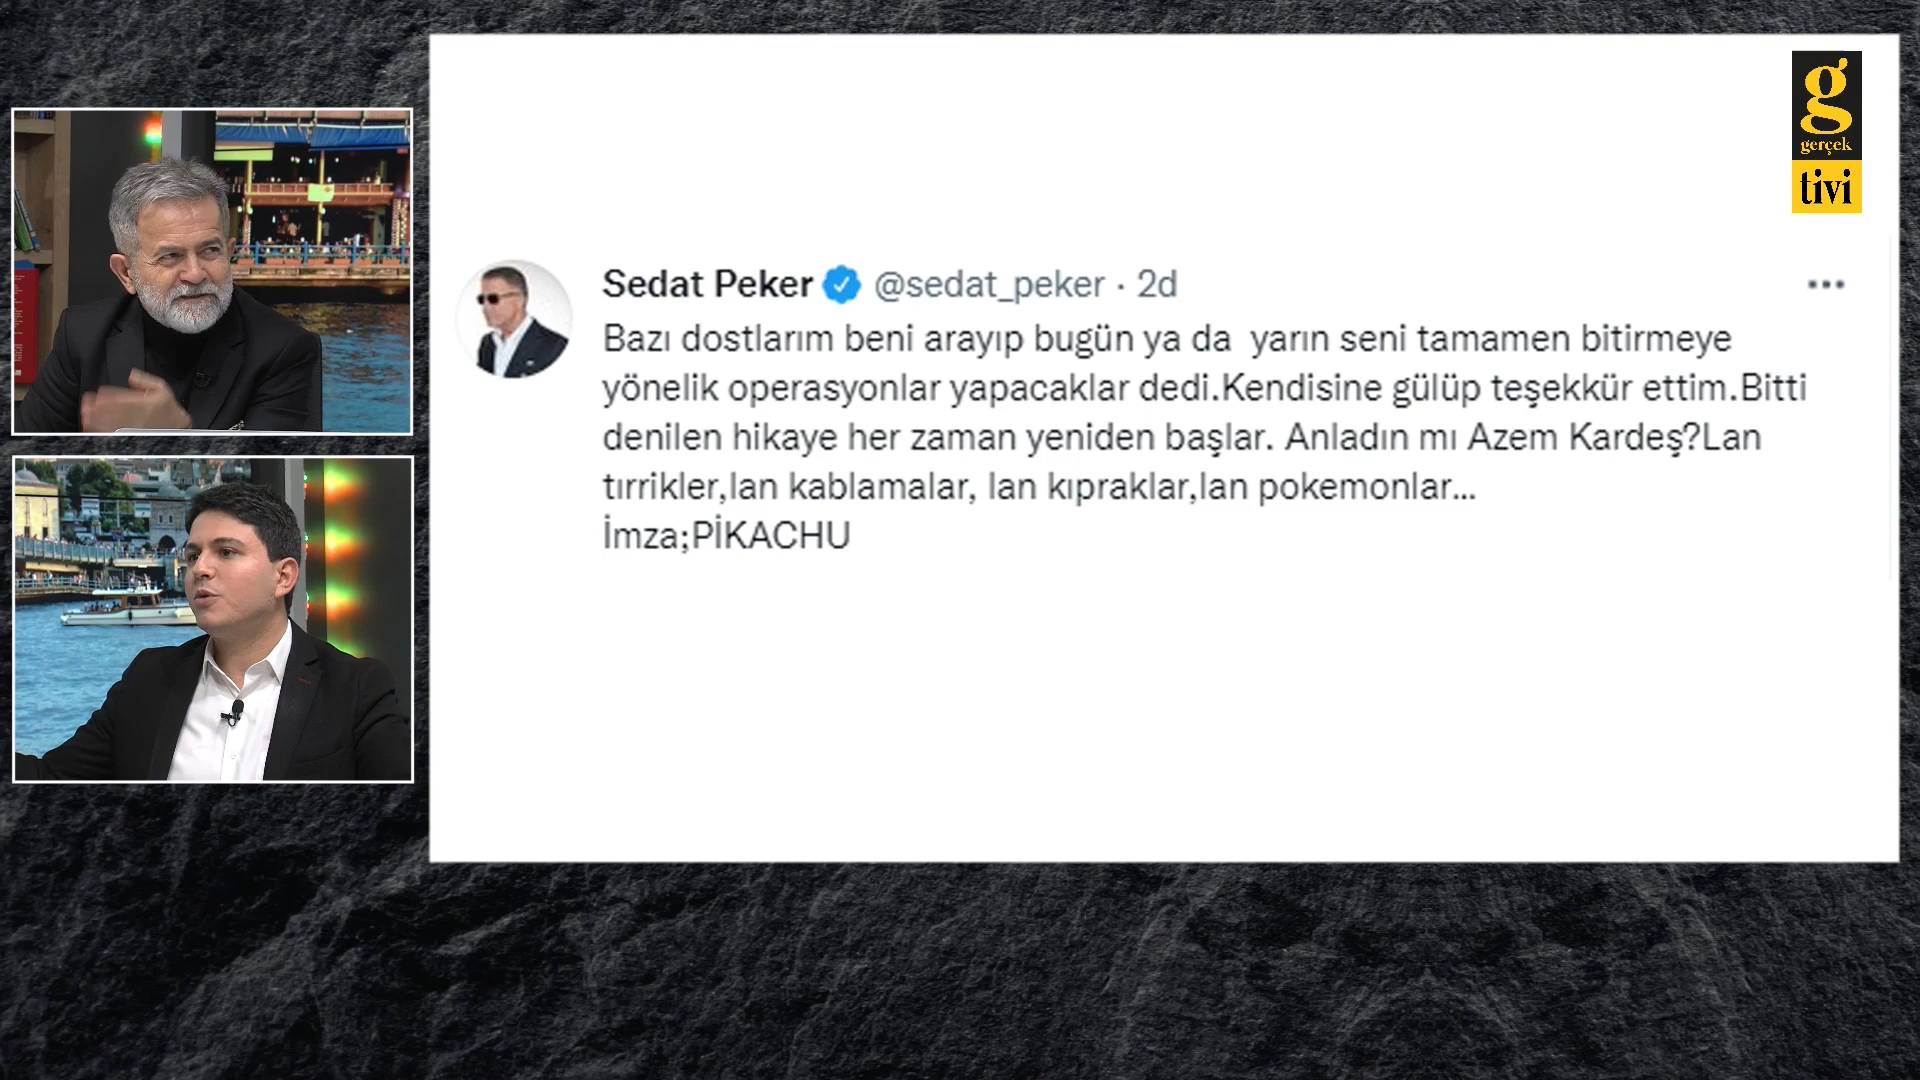 g
gerçek
tivi
Sedat Peker @sedat_peker · 2d
Bazı dostlarım beni arayıp bugün ya da  yarın seni tamamen bitirmeye
yönelik operasyonlar yapacaklar dedi.Kendisine gülüp teşekkür ettim.Bitti
denilen hikaye her zaman yeniden başlar. Anladın mı Azem Kardeş?Lan
tırrikler,lan kablamalar, lan kıpraklar,lan pokemonlar...
İmza;PİKACHU